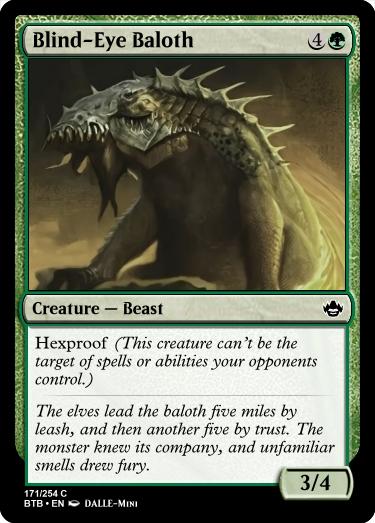 Blind-Eye Baloth 4
Creature — Beast
Hexproof (This creature can't be the
target of spells or abilities your opponents
control.)
The elves lead the baloth five miles by
leash, and then another five by trust. The
monster knew its company, and unfamiliar
smells drew fury.
3/4
171/254 C
BTB • EN DALLE-Mini